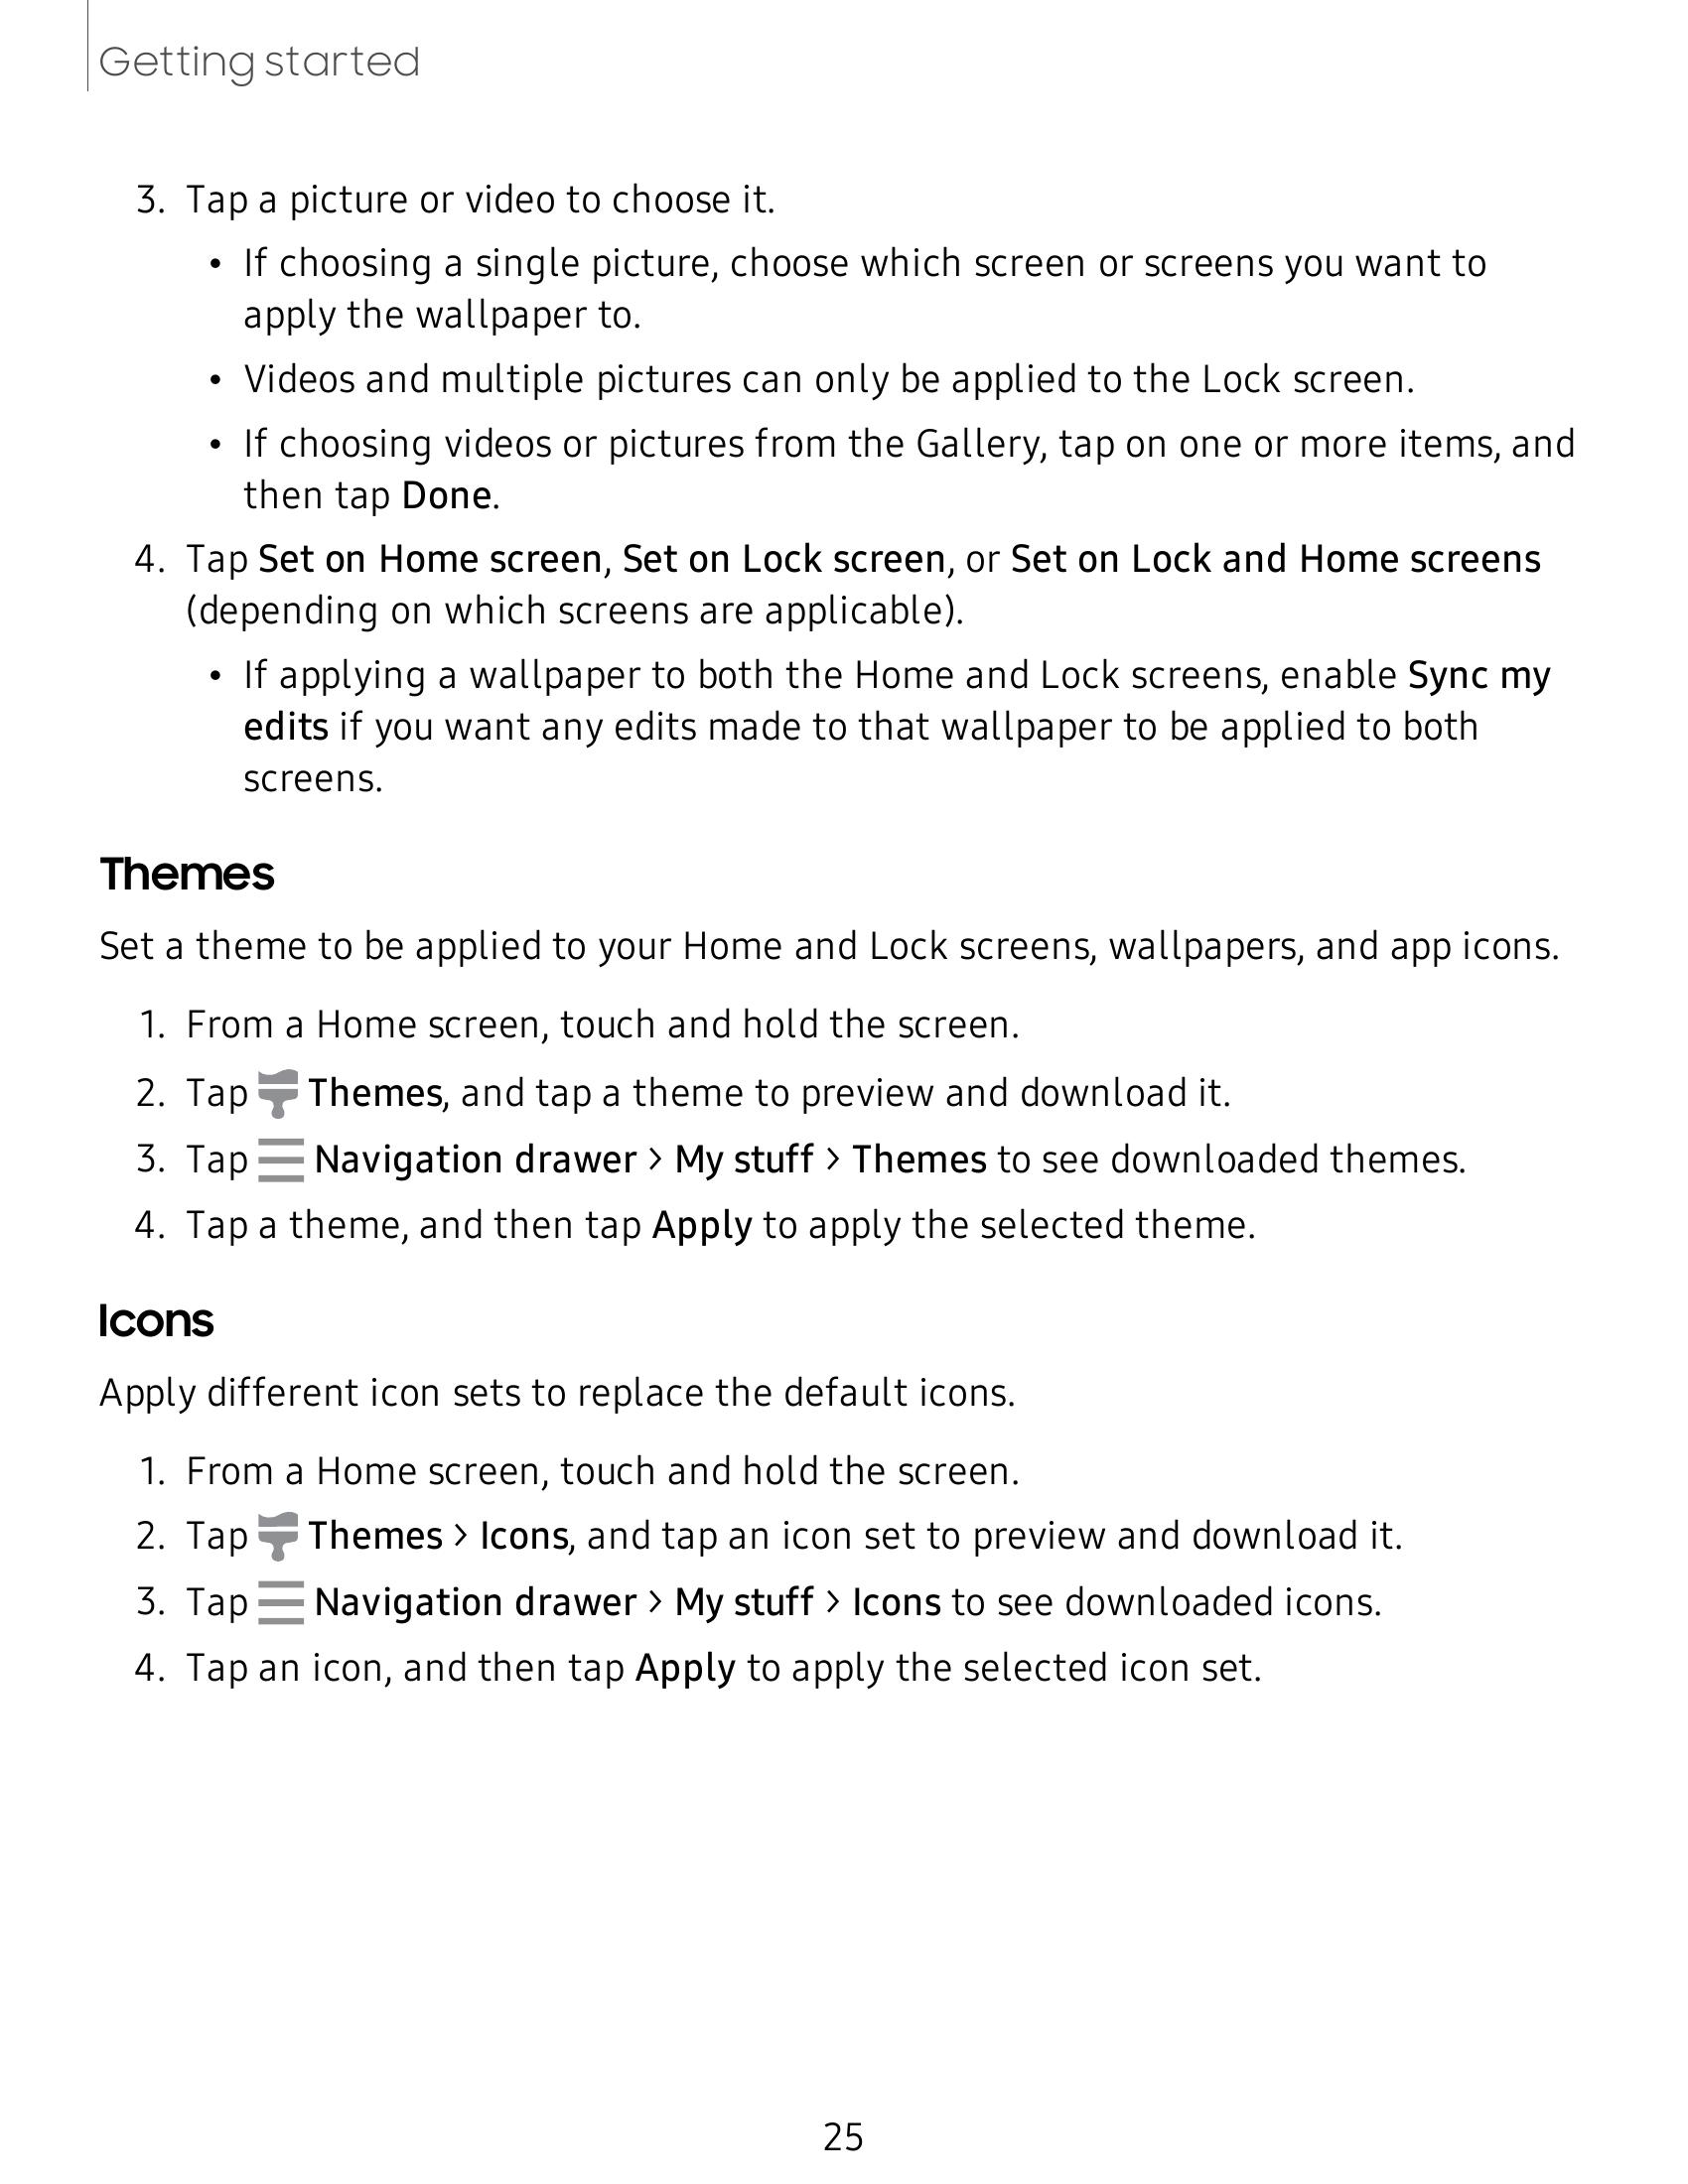 Getting started
3. Tap a picture or video to choose it.
• If choosing a single picture, choose which screen or screens you want to
apply the wallpaper to.
• Videos and multiple pictures can only be applied to the Lock screen.
• If choosing videos or pictures from the Gallery, tap on one or more items, and
then tap Done.
4. Tap Set on Home screen, Set on Lock screen, or Set on Lock and Home screens
(depending on which screens are applicable).
• If applying a wallpaper to both the Home and Lock screens, enable Sync my
edits if you want any edits made to that wallpaper to be applied to both
screens.
Themes
Set a theme to be applied to your Home and Lock screens, wallpapers, and app icons.
1. From a Home screen, touch and hold the screen.
2. Tap Themes, and tap a theme to preview and download it.
3. Tap Navigation drawer > My stuff > Themes to see downloaded themes.
4. Tap a theme, and then tap Apply to apply the selected theme.
Icons
Apply different icon sets to replace the default icons.
1. From a Home screen, touch and hold the screen.
2. Tap Themes > Icons, and tap an icon set to preview and download it.
3. Tap Navigation drawer > My stuff > Icons to see downloaded icons.
4. Tap an icon, and then tap Apply to apply the selected icon set.
25